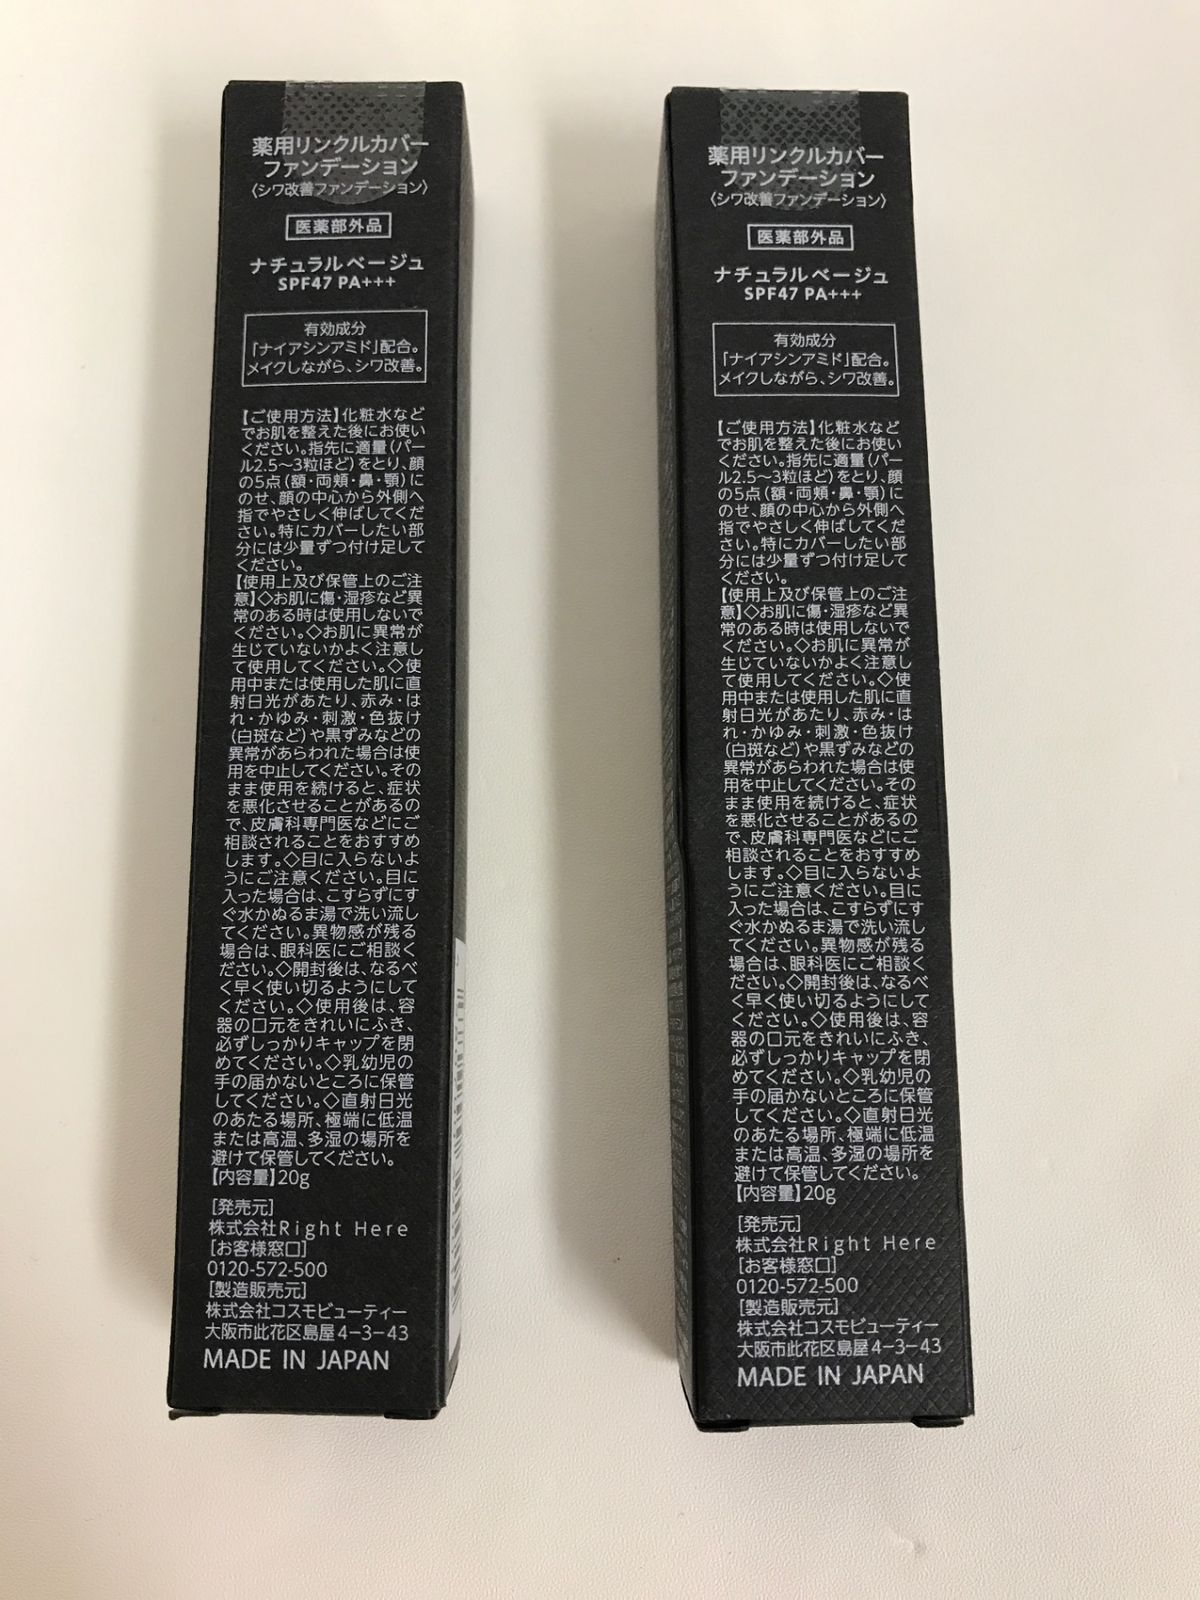 薬用リンクルカバー
ファンデーション
〈シワ改善ファンデーション〉
医薬部外品
ナチュラルベージュ
SPF47 PA+++
有効成分
「ナイアシンアミド」配合。
メイクしながら、シワ改善。
【ご使用方法】化粧水など
でお肌を整えた後にお使い
ください。指先に適量(パー
ル2.5〜3粒ほど)をとり、顔
の5点(額・両頬・鼻・顎)に
のせ、顔の中心から外側へ
指でやさしく伸ばしてくだ
さい。特にカバーしたい部
分には少量ずつ付け足して
ください。
【使用上及び保管上のご注
意】◇お肌に傷・湿疹など異
常のある時は使用しないで
ください。◇お肌に異常が
生じていないかよく注意し
て使用してください。◇使
用中または使用した肌に直
射日光があたり、赤み・は
れ・かゆみ・刺激・色抜け
(白斑など)や黒ずみなどの
異常があらわれた場合は使
用を中止してください。その
まま使用を続けると、症状
を悪化させることがあるの
で、皮膚科専門医などにご
相談されることをおすすめ
します。◇目に入らないよ
うにご注意ください。目に
入った場合は、こすらずにす
ぐ水かぬるま湯で洗い流し
てください。異物感が残る
場合は、眼科医にご相談く
ださい。◇開封後は、なるべ
く早く使い切るようにして
ください。◇使用後は、容
器の口元をきれいにふき、
必ずしっかりキャップを閉
めてください。◇乳幼児の
手の届かないところに保管
してください。◇直射日光
のあたる場所、極端に低温
または高温、多湿の場所を
避けて保管してください。
【内容量】20g
[発売元]
株式会社Right Here
[お客様窓口]
0120-572-500
[製造販売元]
株式会社コスモビューティー
大阪市此花区島屋4-3-43
MADE IN JAPAN
薬用リンクルカバー
ファンデーション
〈シワ改善ファンデーション〉
医薬部外品
ナチュラルベージュ
SPF47 PA+++
有効成分
「ナイアシンアミド」配合。
メイクしながら、シワ改善。
【ご使用方法】化粧水など
でお肌を整えた後にお使い
ください。指先に適量(パー
ル2.5〜3粒ほど)をとり、顔
の5点(額・両頬・鼻・顎)に
のせ、顔の中心から外側へ
指でやさしく伸ばしてくだ
さい。特にカバーしたい部
分には少量ずつ付け足して
ください。
【使用上及び保管上のご注
意】◇お肌に傷・湿疹など異
常のある時は使用しないで
ください。◇お肌に異常が
生じていないかよく注意し
て使用してください。◇使
用中または使用した肌に直
射日光があたり、赤み・は
れ・かゆみ・刺激・色抜け
(白斑など)や黒ずみなどの
異常があらわれた場合は使
用を中止してください。その
まま使用を続けると、症状
を悪化させることがあるの
で、皮膚科専門医などにご
相談されることをおすすめ
します。◇目に入らないよ
うにご注意ください。目に
入った場合は、こすらずにす
ぐ水かぬるま湯で洗い流し
てください。異物感が残る
場合は、眼科医にご相談く
ださい。◇開封後は、なるべ
く早く使い切るようにして
ください。◇使用後は、容
器の口元をきれいにふき、
必ずしっかりキャップを閉
めてください。◇乳幼児の
手の届かないところに保管
してください。◇直射日光
のあたる場所、極端に低温
または高温、多湿の場所を
避けて保管してください。
【内容量】20g
[発売元]
株式会社Right Here
[お客様窓口]
0120-572-500
[製造販売元]
株式会社コスモビューティー
大阪市此花区島屋4-3-43
MADE IN JAPAN